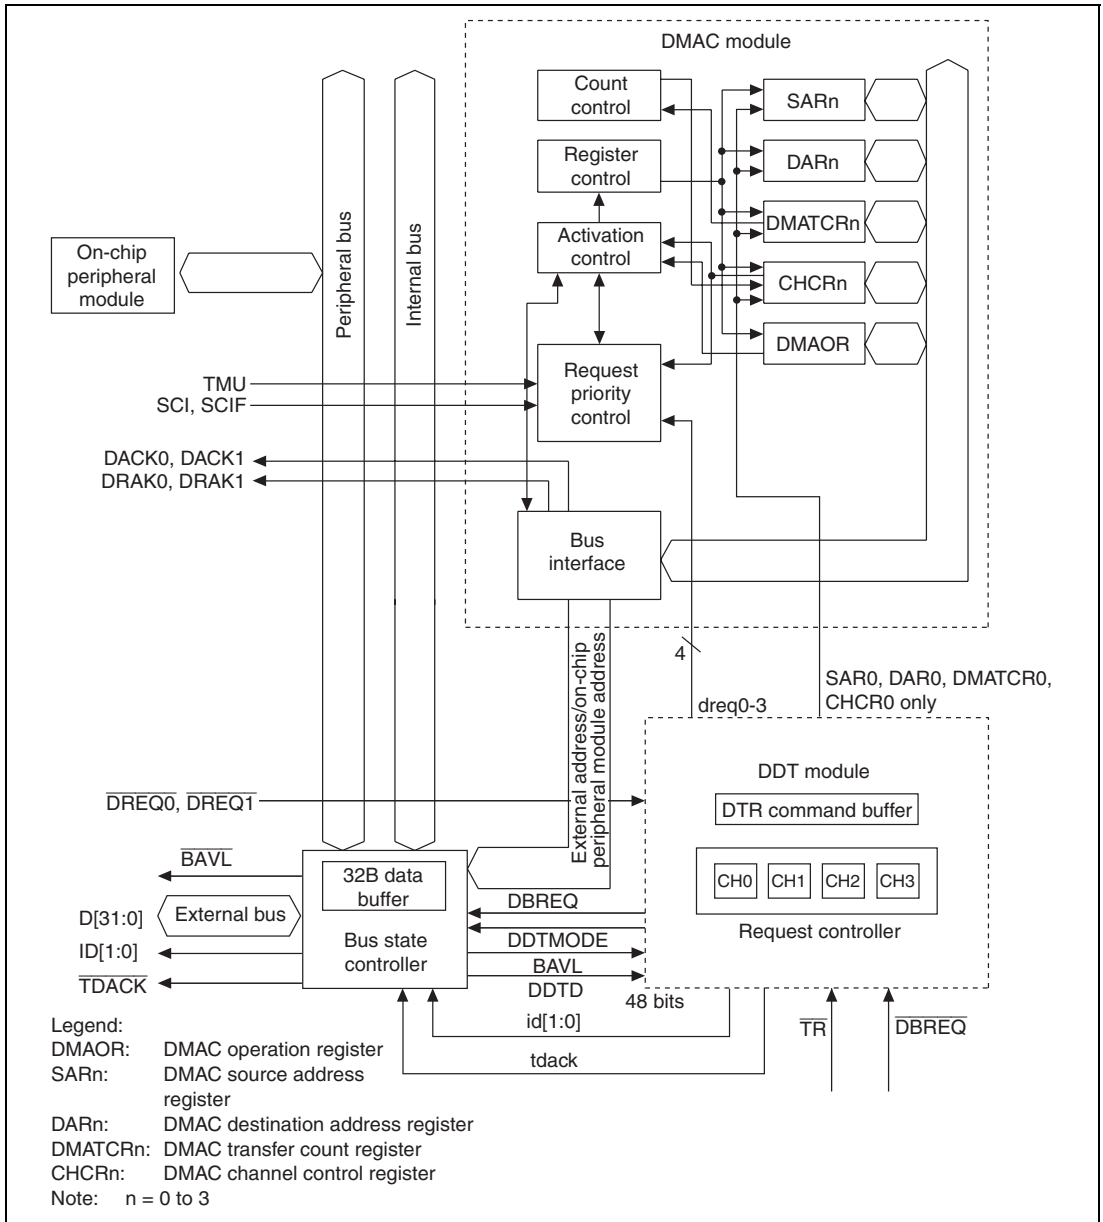 DMAC module
Count
control
SARn
Register
control
DARn
DMATCRn
Activation
control
On-chip
peripheral
module
Peripheral bus
Internal bus
CHCRn
DMAOR
Request
priority
control
TMU
SCI, SCIF
DACK0, DACK1
DRAK0, DRAK1
Bus
interface
External address/on-chip
peripheral module address
4
dreq0-3
SAR0, DAR0, DMATCR0,
CHCR0 only
DDT module
DREQ0, DREQ1
DTR command buffer
BAVL
32B data
buffer
CH0 CH1 CH2 CH3
D[31:0]
External bus
DBREQ
Request controller
Bus state
controller
DDTMODE
ID[1:0]
BAVL
TDACK
DDTD
48 bits
id[1:0]
TR
DBREQ
tdack
Legend:
DMAOR: DMAC operation register
SARn: DMAC source address
register
DARn: DMAC destination address register
DMATCRn: DMAC transfer count register
CHCRn: DMAC channel control register
Note: n = 0 to 3